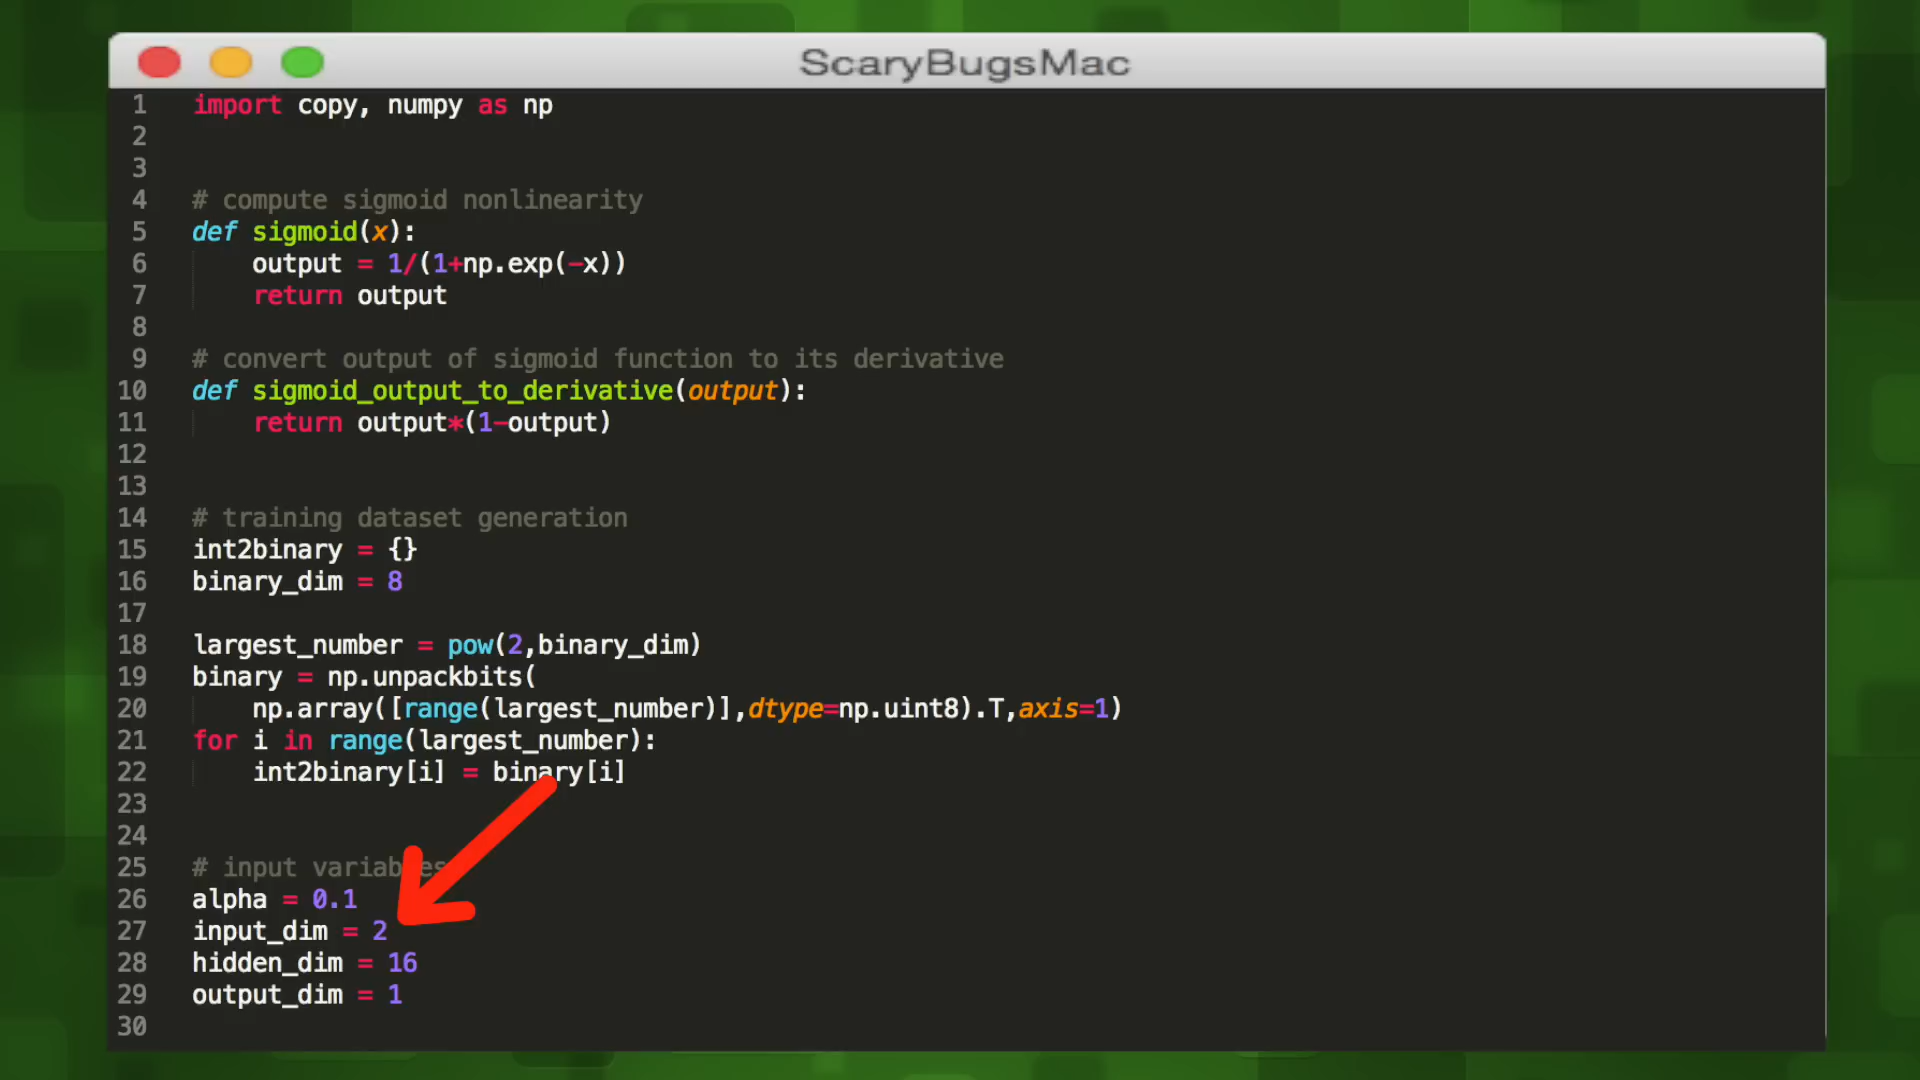 ScaryBugsMac
1 import copy, numpy as np
2
3
4 # compute sigmoid nonlinearity
5 def sigmoid(x):
6 output = 1/(1+np.exp(-x))
7 return output
8
9 # convert output of sigmoid function to its derivative
10 def sigmoid_output_to_derivative(output):
11 return output*(1-output)
12
13
14 # training dataset generation
15 int2binary = {}
16 binary_dim = 8
17
18 largest_number = pow(2,binary_dim)
19 binary = np.unpackbits(
20 np.array([range(largest_number)],dtype=np.uint8).T,axis=1)
21 for i in range(largest_number):
22 int2binary[i] = binary[i]
23
24
25 # input variables
26 alpha = 0.1
27 input_dim = 2
28 hidden_dim = 16
29 output_dim = 1
30